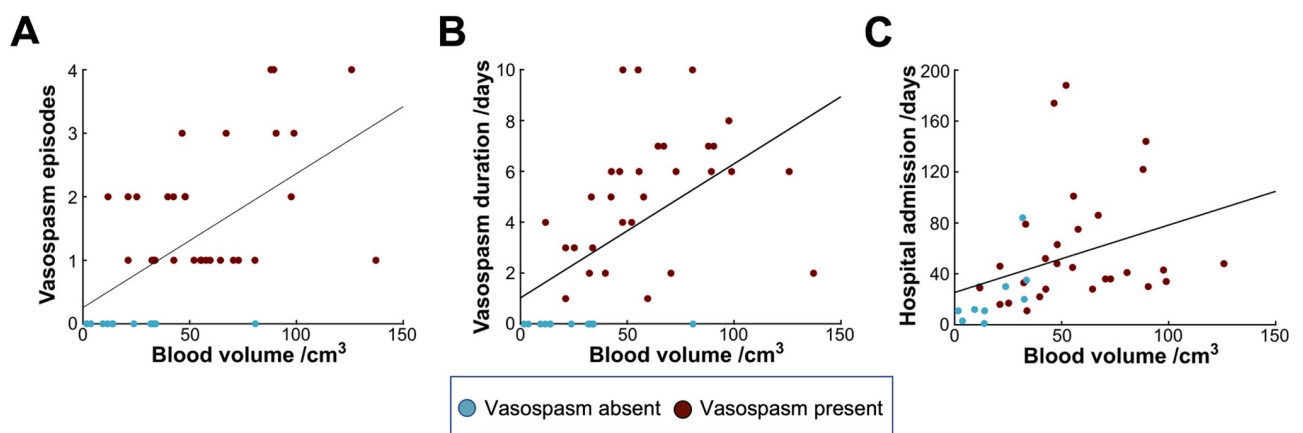 A
B
C
Vasospasm episodes
4
3
2
1
0
0
50
100
150
Blood volume /cm³
Vasospasm duration /days
10
8
6
4
2
0
0
50
100
150
Blood volume /cm³
Hospital admission /days
200
160
120
80
40
0
0
50
100
150
Blood volume /cm³
Vasospasm absent
Vasospasm present